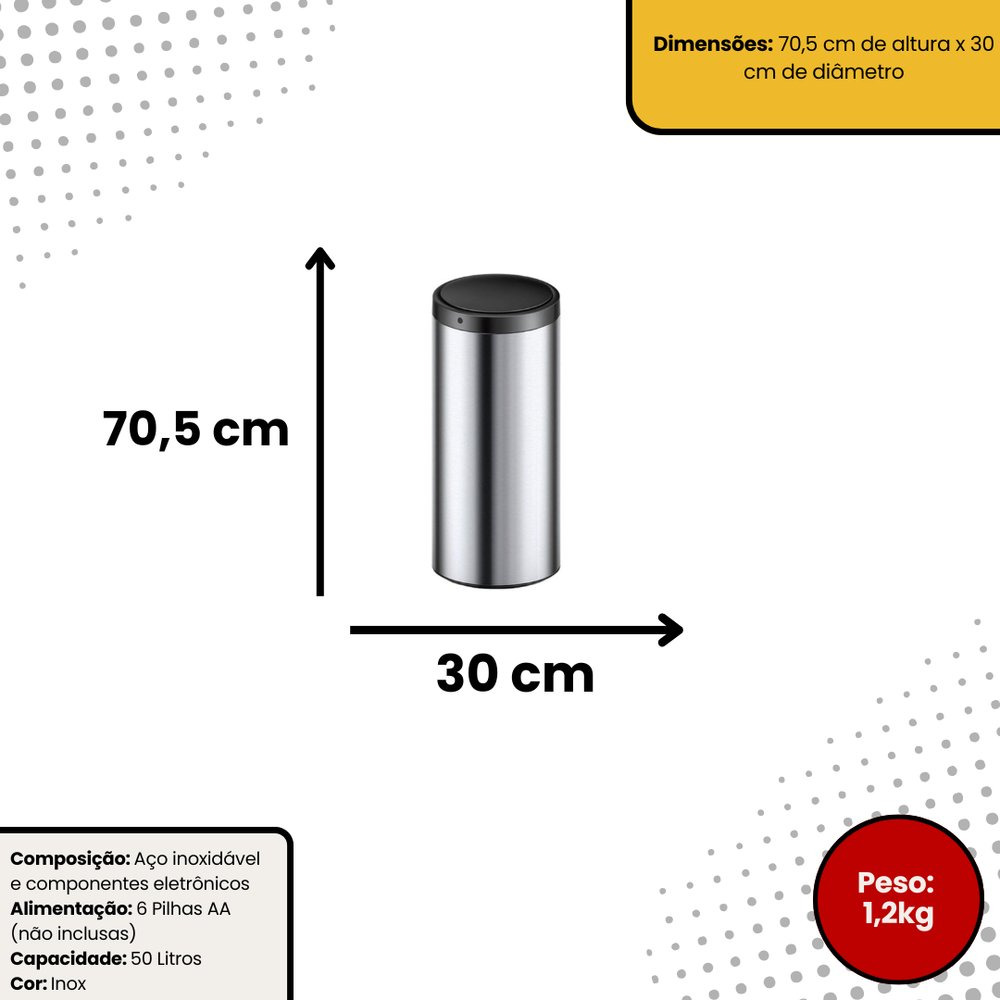 Dimensões: 70,5 cm de altura x 30
cm de diâmetro
70,5 cm
30 cm
Composição: Aço inoxidável
e componentes eletrônicos
Alimentação: 6 Pilhas AA
(não inclusas)
Capacidade: 50 Litros
Cor: Inox
Peso:
1,2kg